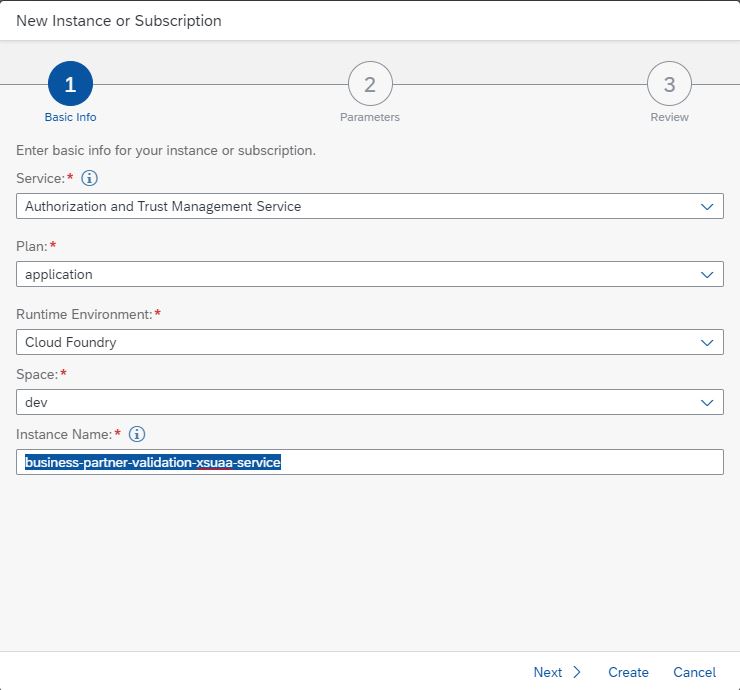 New Instance or Subscription
1
2
3
Basic Info
Parameters
Review
Enter basic info for your instance or subscription.
Service:*
Authorization and Trust Management Service
Plan:*
application
Runtime Environment:*
Cloud Foundry
Space:*
dev
Instance Name:*
business-partner-validation-xsuaa-service
Next
Create
Cancel